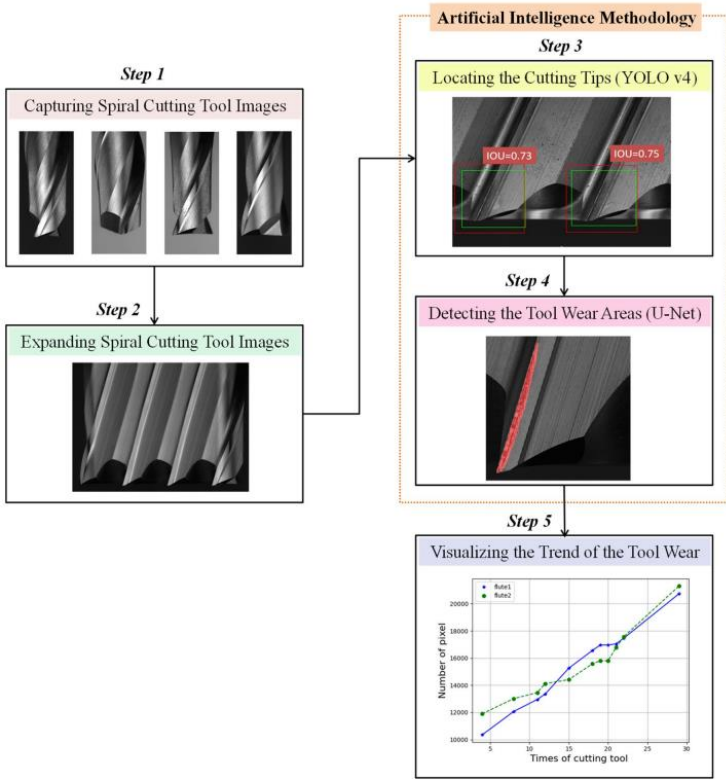 Artificial Intelligence Methodology
Step 1
Capturing Spiral Cutting Tool Images
Step 2
Expanding Spiral Cutting Tool Images
Step 3
Locating the Cutting Tips (YOLO v4)
IOU=0.73
IOU=0.75
Step 4
Detecting the Tool Wear Areas (U-Net)
Step 5
Visualizing the Trend of the Tool Wear
flute1
flute2
Number of pixel
20000
18000
16000
14000
12000
10000
5 10 15 20 25 30
Times of cutting tool